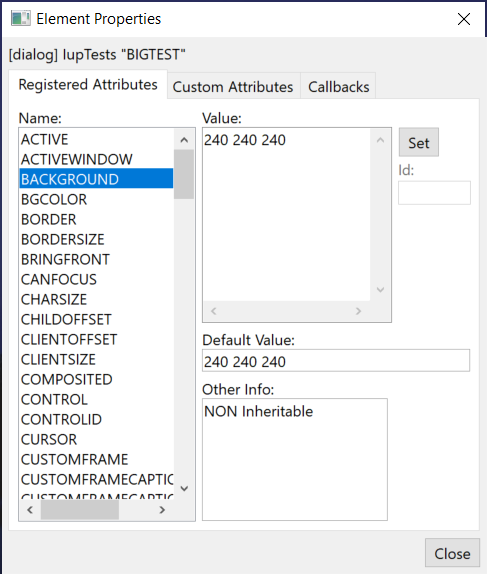 Element Properties
[dialog] IupTests "BIGTEST"
Registered Attributes
Custom Attributes
Callbacks
Name:
ACTIVE
ACTIVEWINDOW
BACKGROUND
BGCOLOR
BORDER
BORDERSIZE
BRINGFRONT
CANFOCUS
CHARSIZE
CHILDOFFSET
CLIENTOFFSET
CLIENTSIZE
COMPOSITED
CONTROL
CONTROLID
CURSOR
CUSTOMFRAME
CUSTOMFRAMECAPTIC
CUSTOMFRAMECAPTIC
Value:
240 240 240
Set
Id:
Default Value:
240 240 240
Other Info:
NON Inheritable
Close